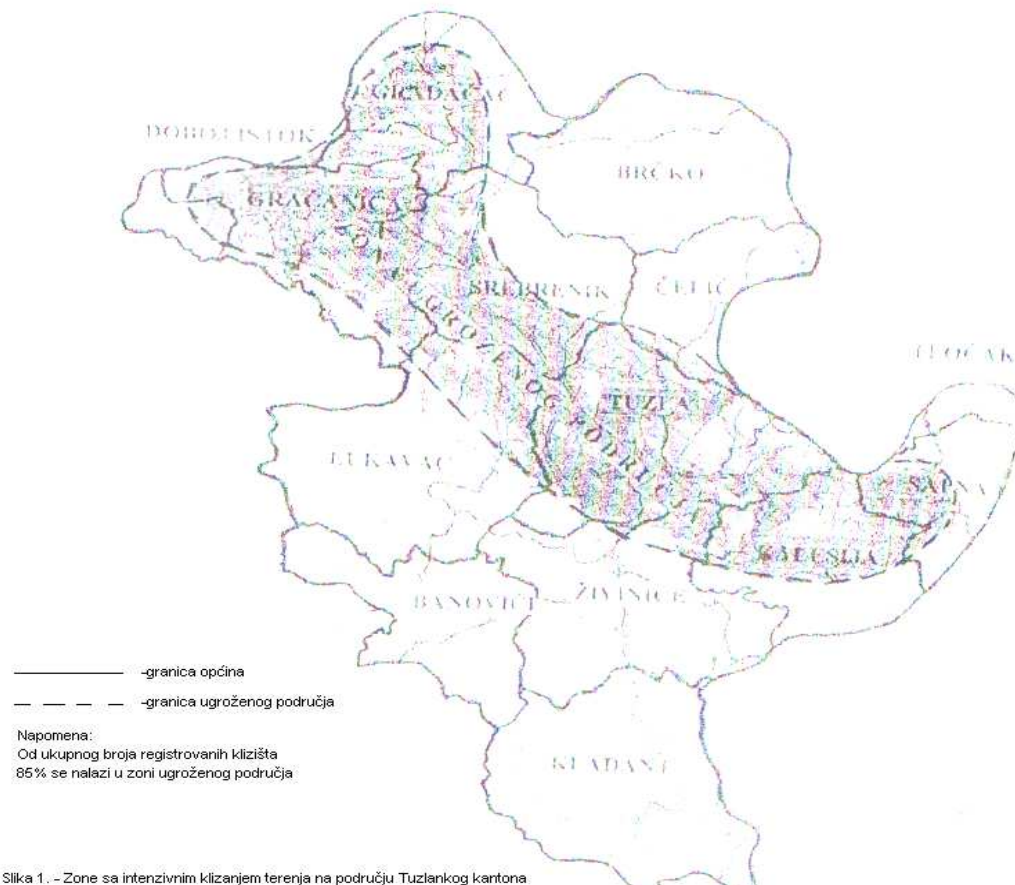 GRADAČAC
DOBOJ ISTOK
BRČKO
GRAČANICA
SREBRENIK
ČELIĆ
TEOČAK
TUZLA
LUKAVAC
SAPNA
KALESIJA
BANOVIĆI
ŽIVINICE
KLADANJ
-granica općina
-granica ugroženog područja
Napomena:
Od ukupnog broja registrovanih klizišta
85% se nalazi u zoni ugroženog područja
Slika 1. - Zone sa intenzivnim klizanjem terenja na području Tuzlankog kantona